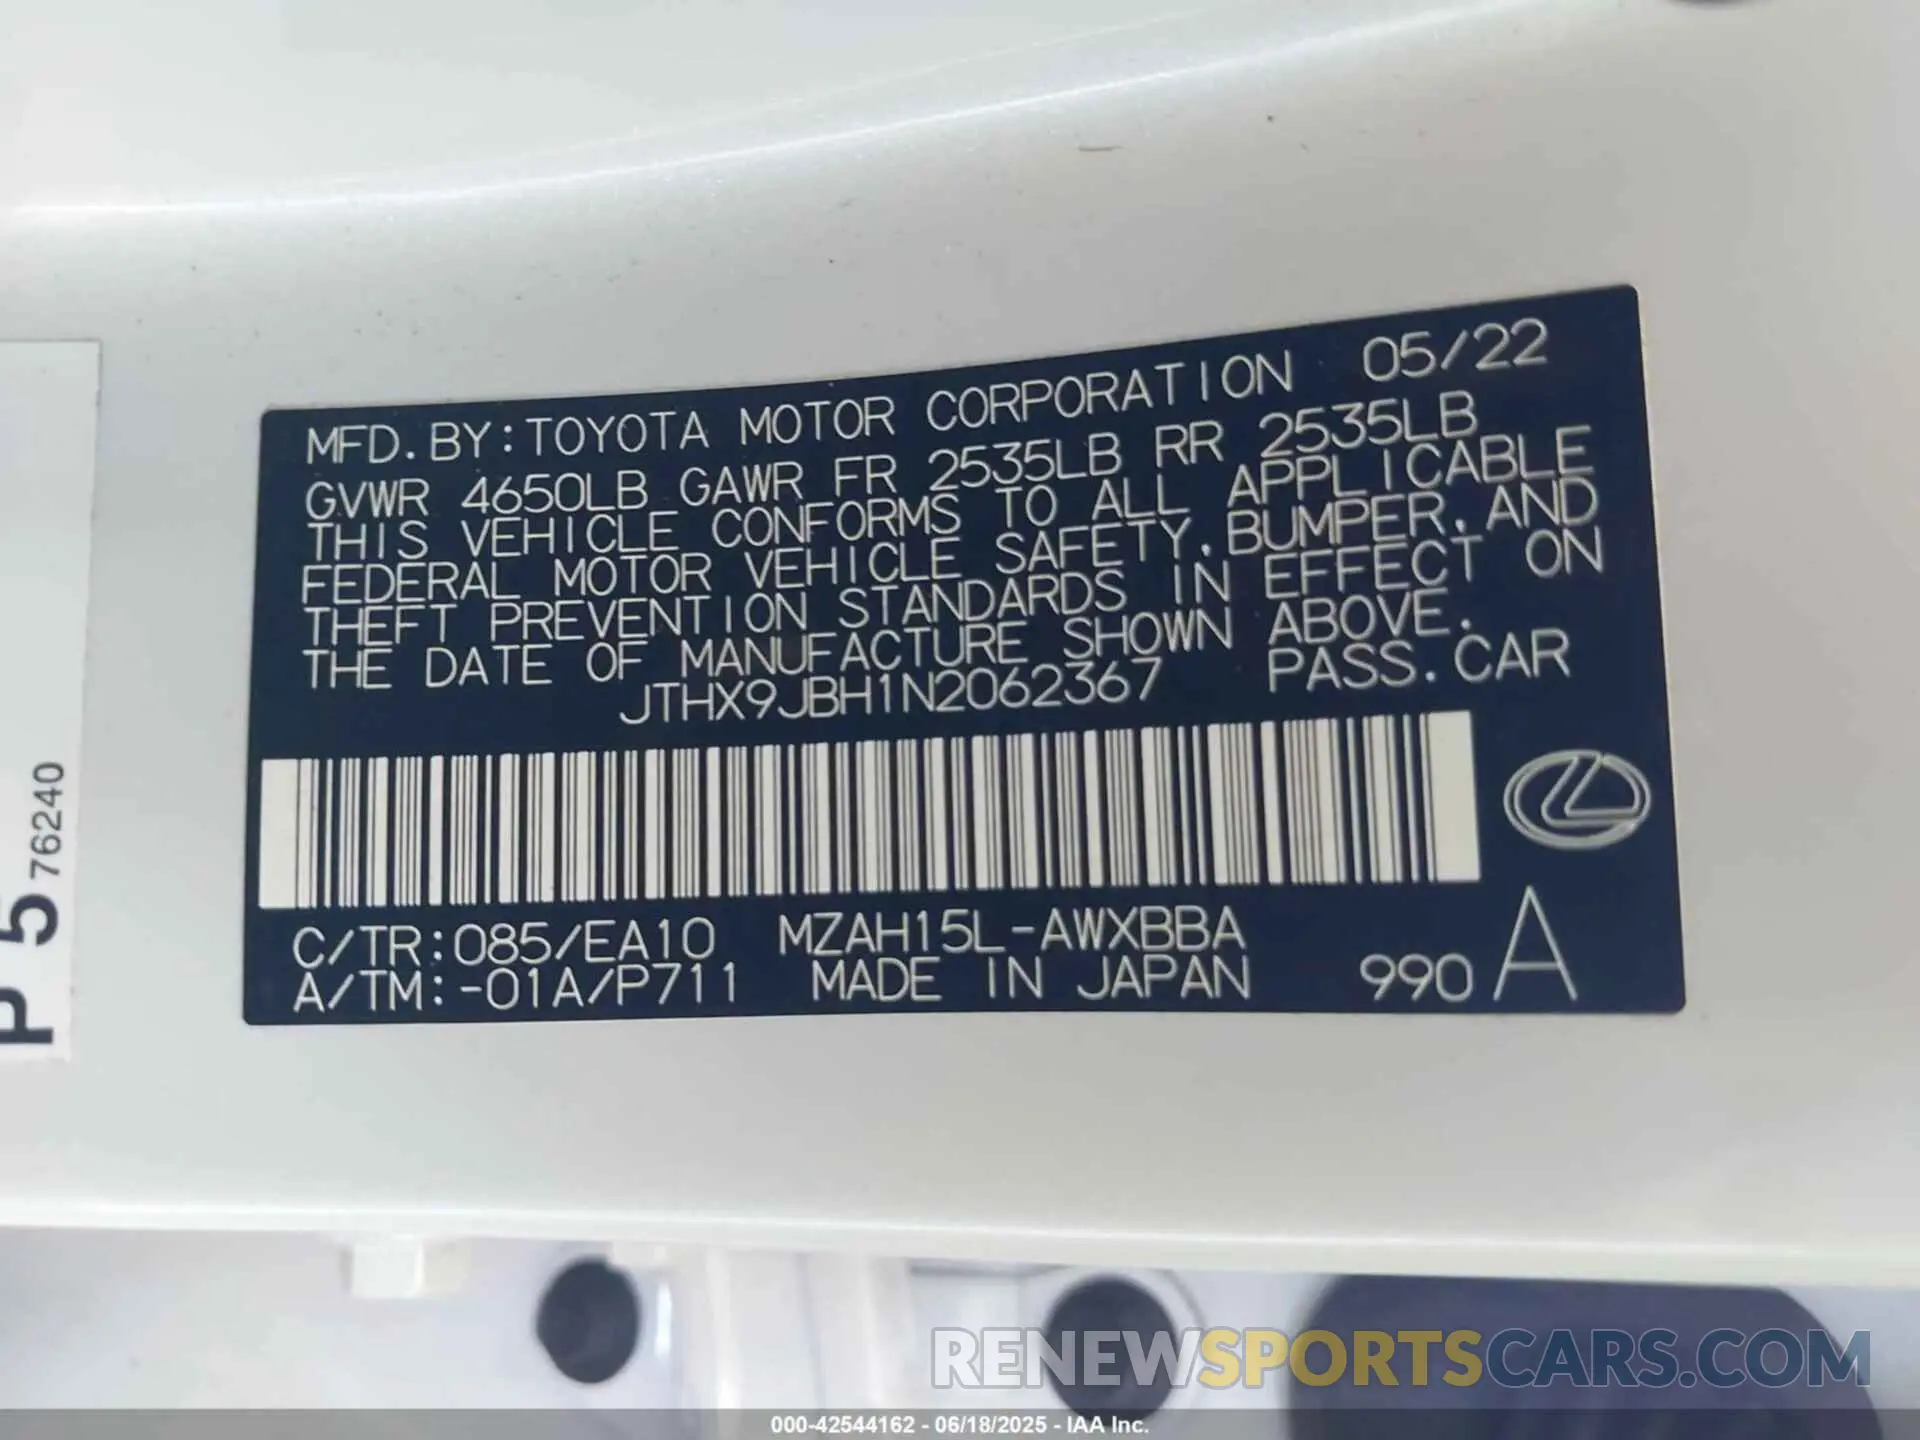 MFD.BY:TOYOTA MOTOR CORPORATION 05/22
GVWR 4650LB GAWR FR 2535LB RR 2535LB
THIS VEHICLE CONFORMS TO ALL APPLICABLE
FEDERAL MOTOR VEHICLE SAFETY,BUMPER,AND
THEFT PREVENTION STANDARDS IN EFFECT ON
THE DATE OF MANUFACTURE SHOWN ABOVE.
JTHX9JBH1N2062367 PASS.CAR
C/TR:085/EA10 MZAH15L-AWXBBA
A/TM:-01A/P711 MADE IN JAPAN 990 A
P 5 76240
RENEWSPORTSCARS.COM
000-42544162 - 06/18/2025 - IAA Inc.